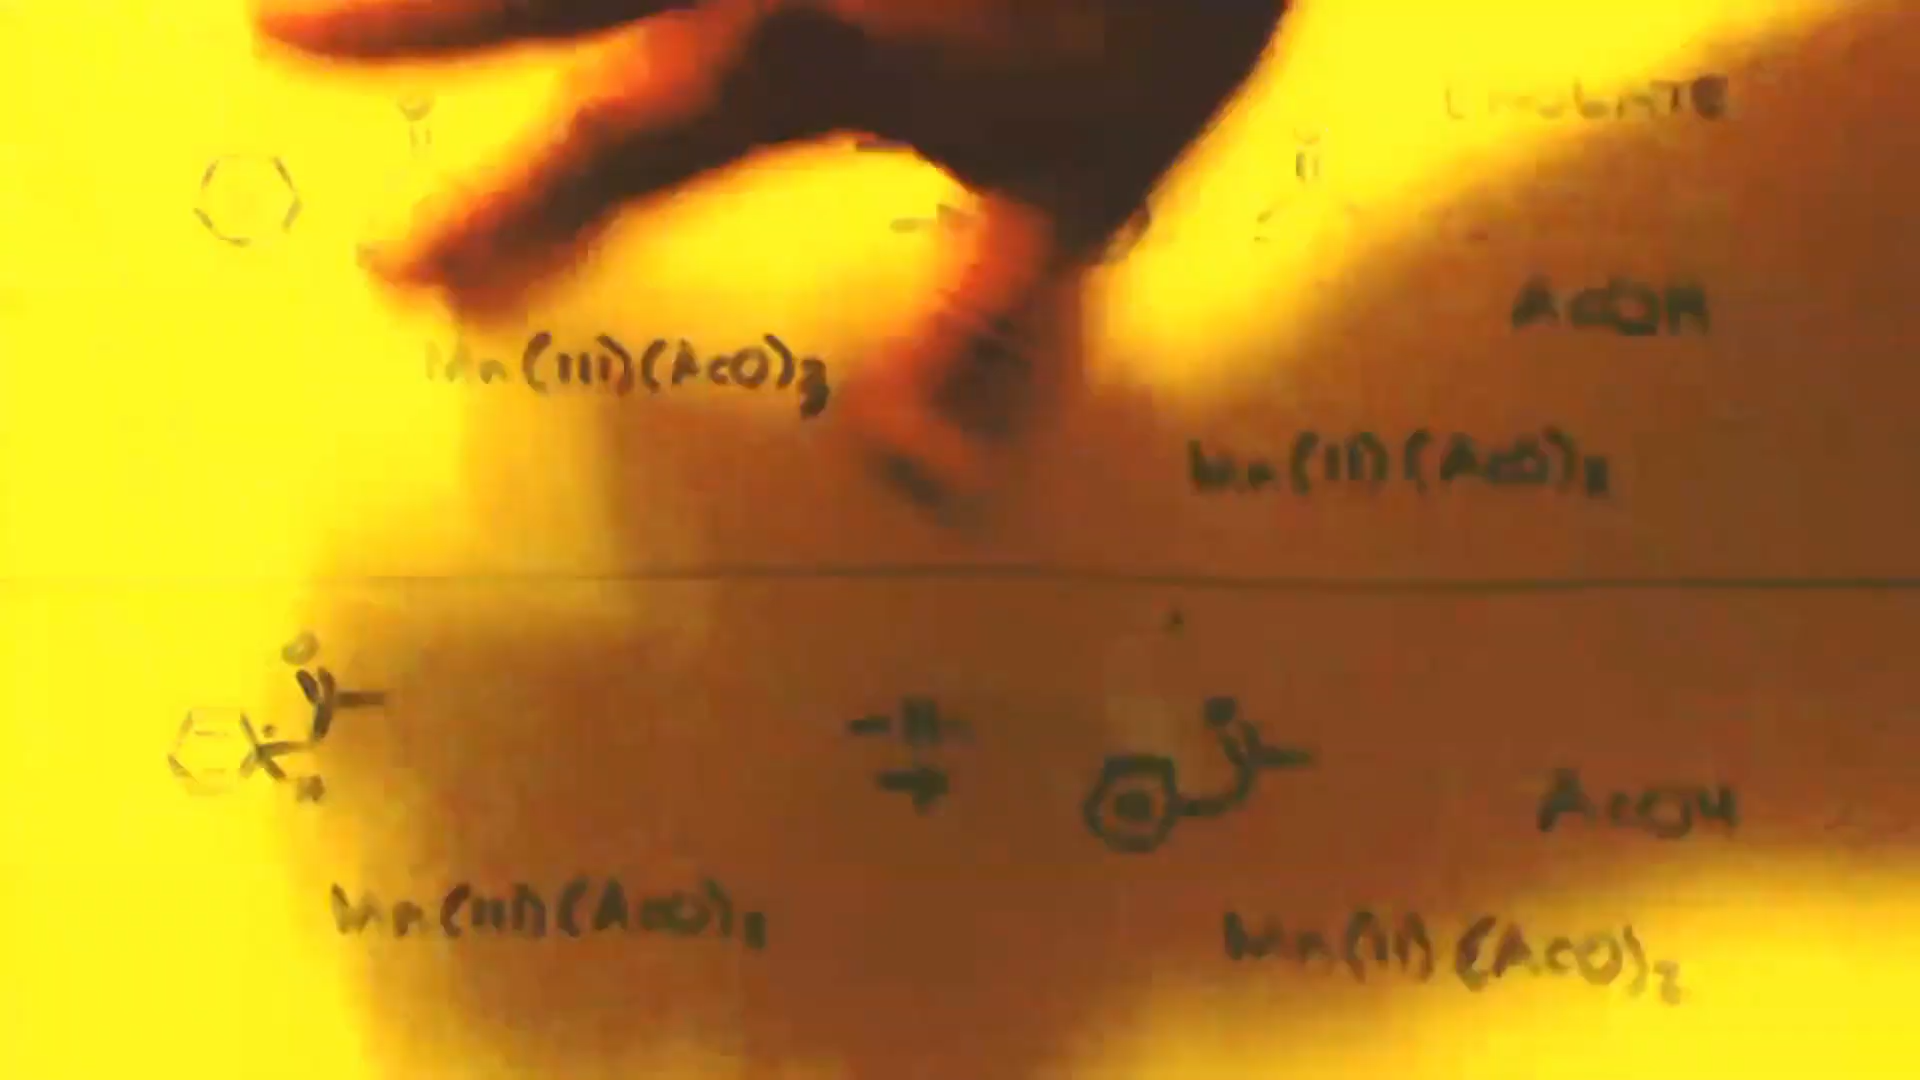 Mn(III)(AcO)3
AcOH
Mn(II)(AcO)2
O
H
-H·
O
AcOH
Mn(III)(AcO)3
Mn(II)(AcO)2